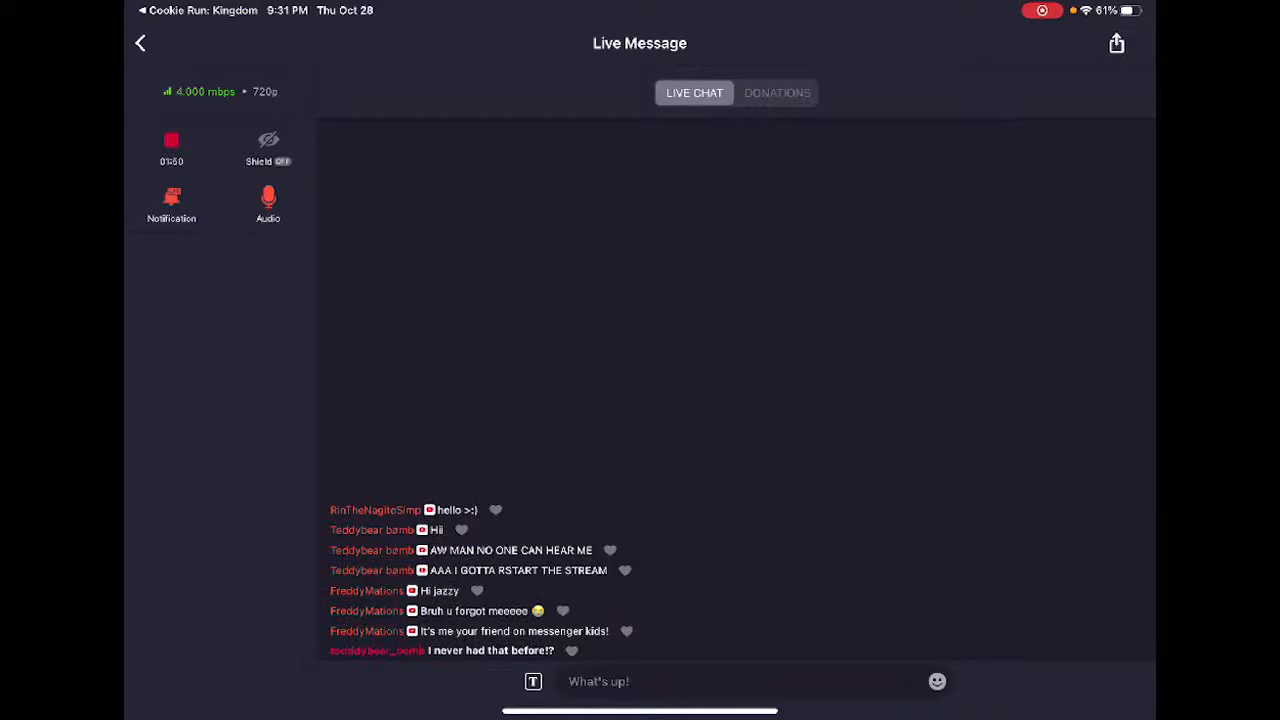 Cookie Run: Kingdom 9:31 PM Thu Oct 28 61%
Live Message
4.000 mbps • 720p
LIVE CHAT DONATIONS
01:50 Shield OFF
Notification Audio
RinTheNagitoSimp hello >:)
Teddybear bømb Hii
Teddybear bømb AW MAN NO ONE CAN HEAR ME
Teddybear bømb AAA I GOTTA RSTART THE STREAM
FreddyMations Hi jazzy
FreddyMations Bruh u forgot meeeee 😭
FreddyMations It's me your friend on messenger kids!
I never had that before!?
T What's up!